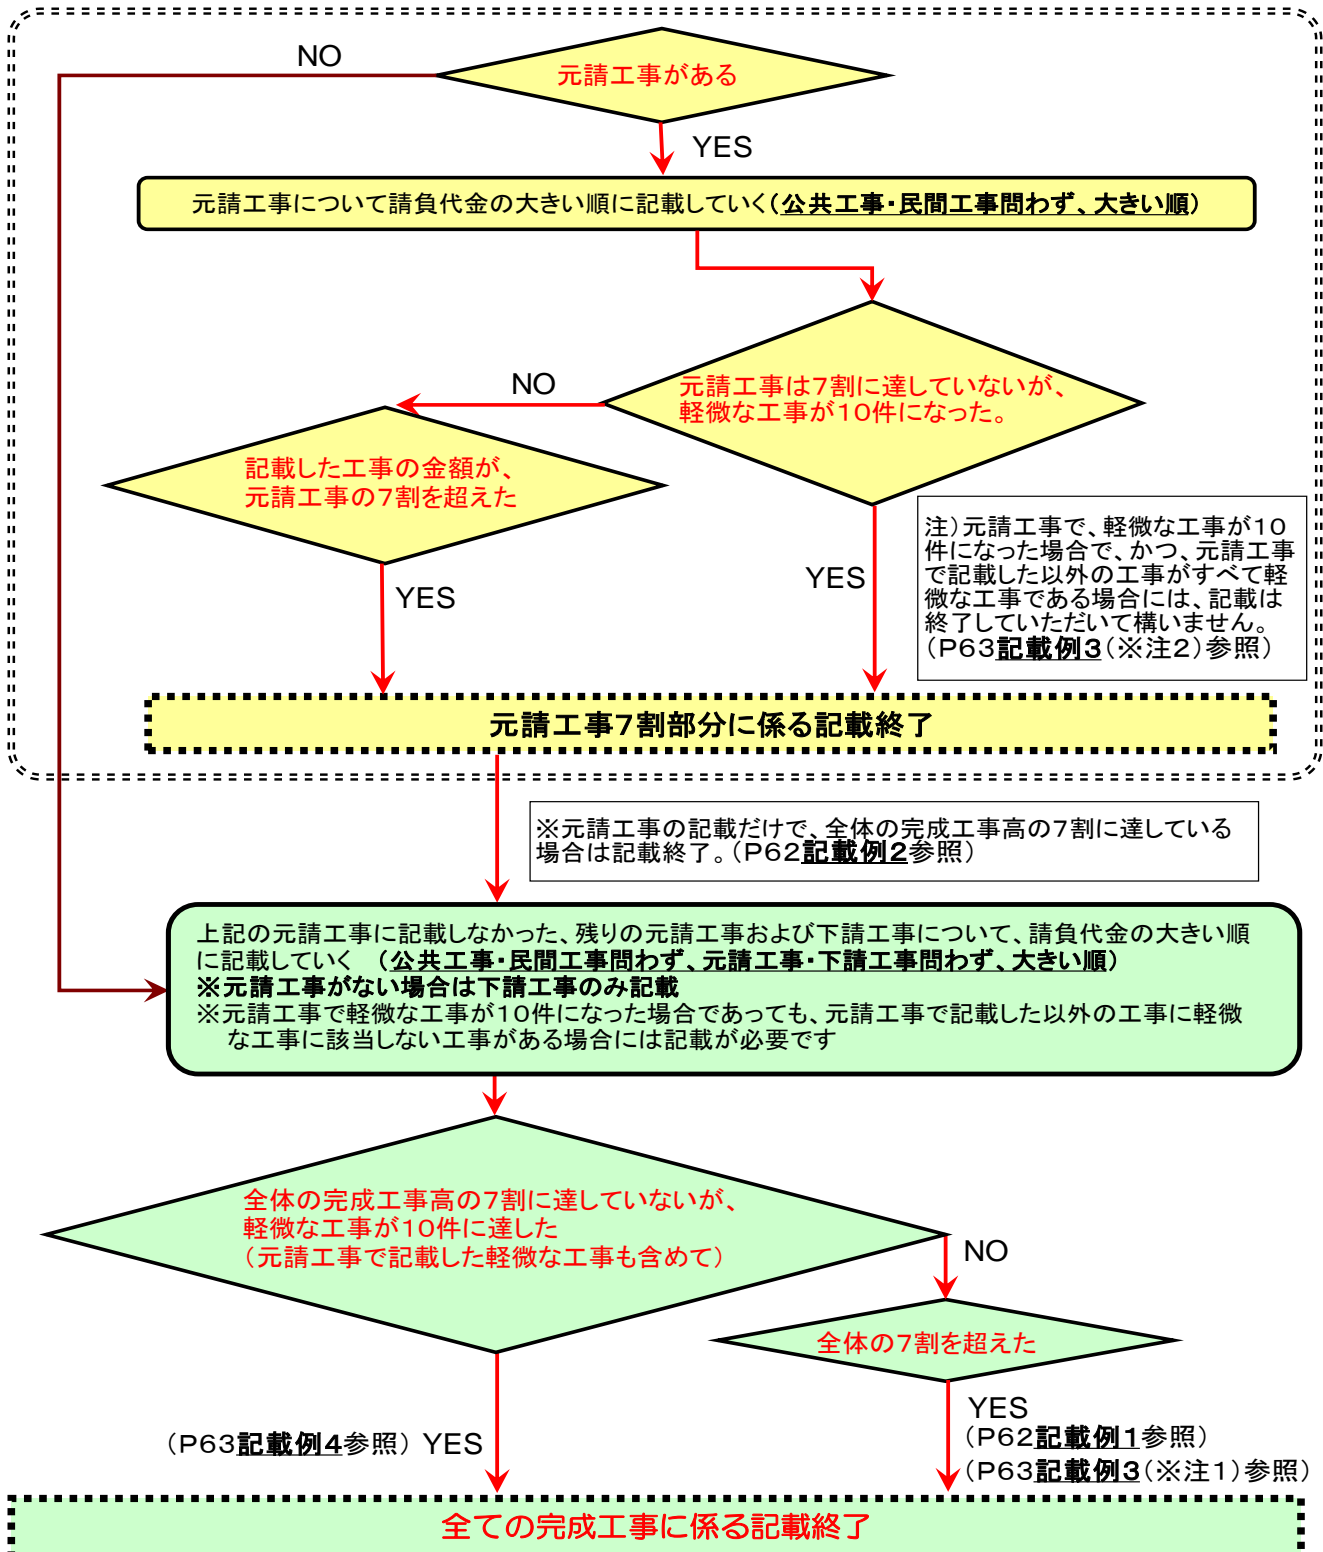 NO
元請工事がある
YES
元請工事について請負代金の大きい順に記載していく(公共工事・民間工事問わず、大きい順)
NO
元請工事は7割に達していないが、
軽微な工事が10件になった。
記載した工事の金額が、
元請工事の7割を超えた
YES
YES
注)元請工事で、軽微な工事が10
件になった場合で、かつ、元請工事
で記載した以外の工事がすべて軽
微な工事である場合には、記載は
終了していただいて構いません。
(P63記載例3(※注2)参照)
元請工事7割部分に係る記載終了
※元請工事の記載だけで、全体の完成工事高の7割に達している
場合は記載終了。(P62記載例2参照)
上記の元請工事に記載しなかった、残りの元請工事および下請工事について、請負代金の大きい順
に記載していく (公共工事・民間工事問わず、元請工事・下請工事問わず、大きい順)
※元請工事がない場合は下請工事のみ記載
※元請工事で軽微な工事が10件になった場合であっても、元請工事で記載した以外の工事に軽微
な工事に該当しない工事がある場合には記載が必要です
全体の完成工事高の7割に達していないが、
軽微な工事が10件に達した
(元請工事で記載した軽微な工事も含めて)
NO
全体の7割を超えた
YES
(P62記載例1参照)
(P63記載例3(※注1)参照)
(P63記載例4参照) YES
全ての完成工事に係る記載終了